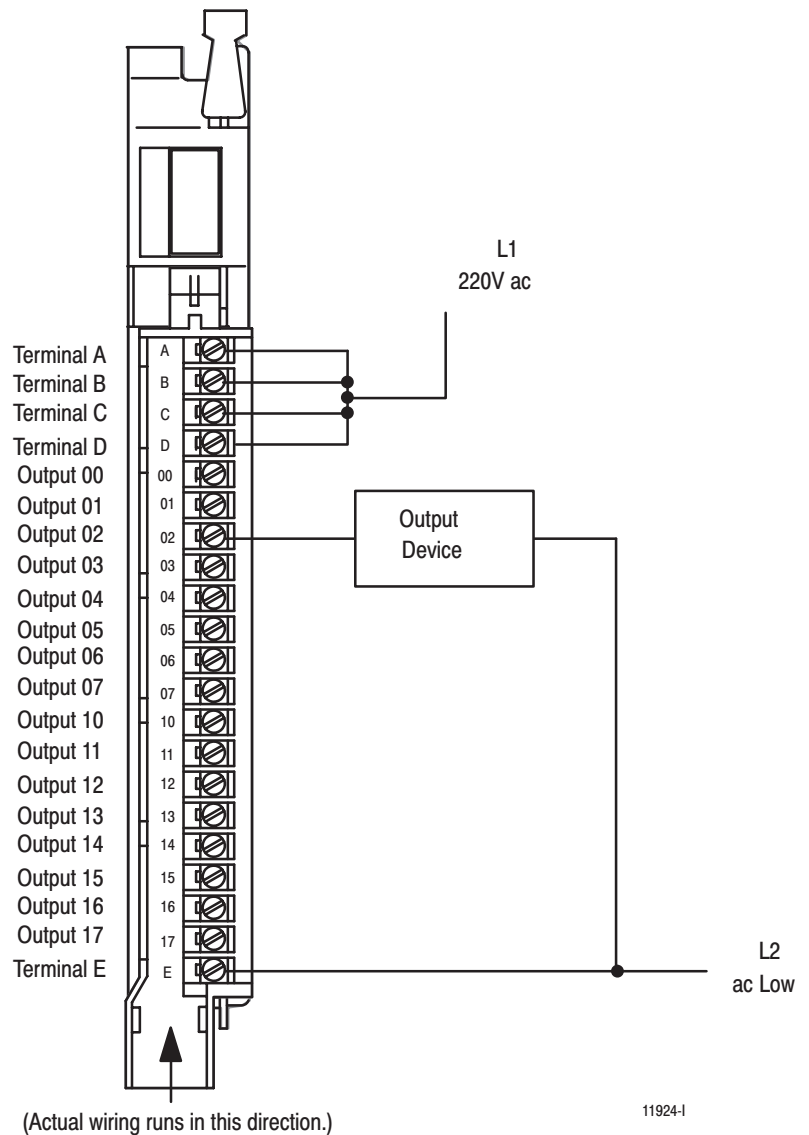 L1
220V ac
Terminal A
A
Terminal B
B
Terminal C
C
Terminal D
D
Output 00
00
Output 01
01
Output 02
02
Output 03
03
Output 04
04
Output 05
05
Output 06
06
Output 07
07
Output 10
10
Output 11
11
Output 12
12
Output 13
13
Output 14
14
Output 15
15
Output 16
16
Output 17
17
Terminal E
E
Output
Device
L2
ac Low
(Actual wiring runs in this direction.)
11924-I